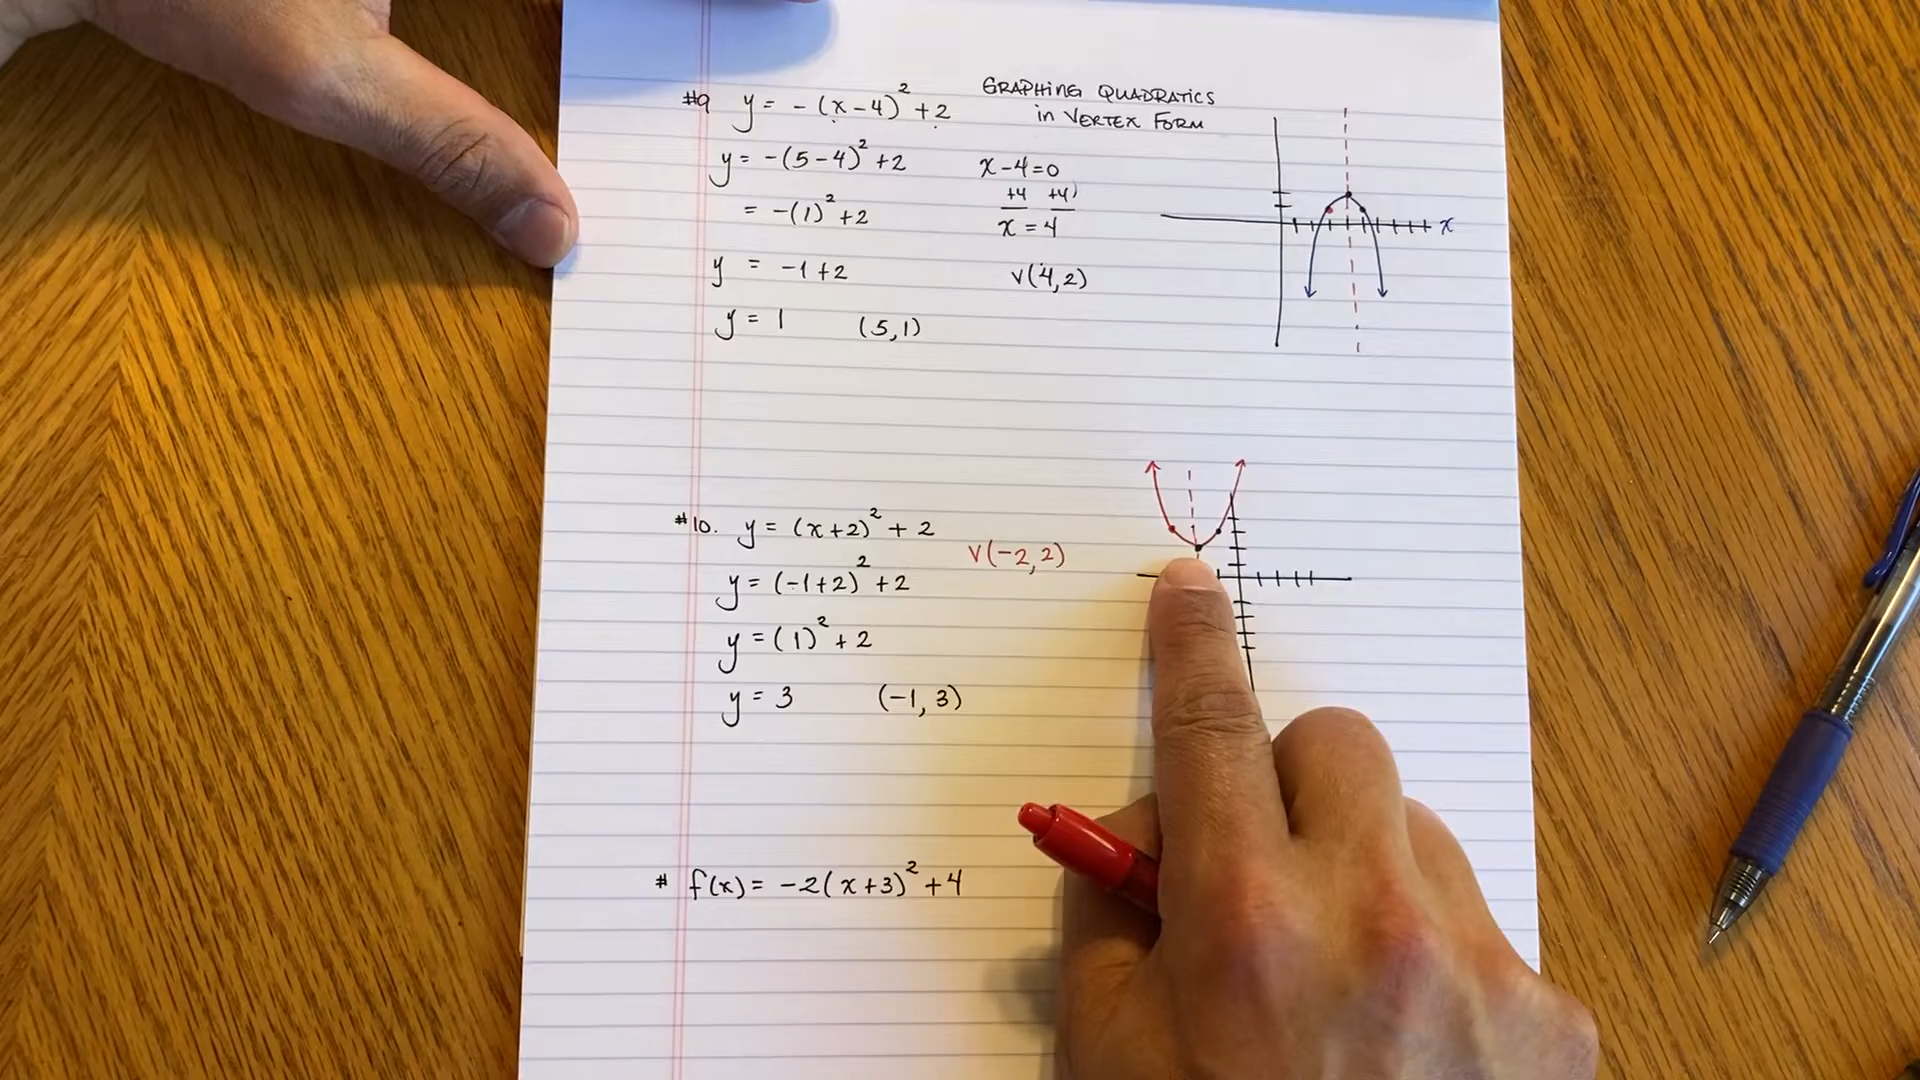 GRAPHING QUADRATICS
in VERTEX FORM
#9 y = -(x-4)² + 2
y = -(5-4)² + 2
= -(1)² + 2
y = -1 + 2
y = 1 (5,1)
x - 4 = 0
+4 +4
x = 4
V(4,2)
x
#10. y = (x+2)² + 2
V(-2,2)
y = (-1+2)² + 2
y = (1)² + 2
y = 3 (-1, 3)
# f(x) = -2(x+3)² + 4